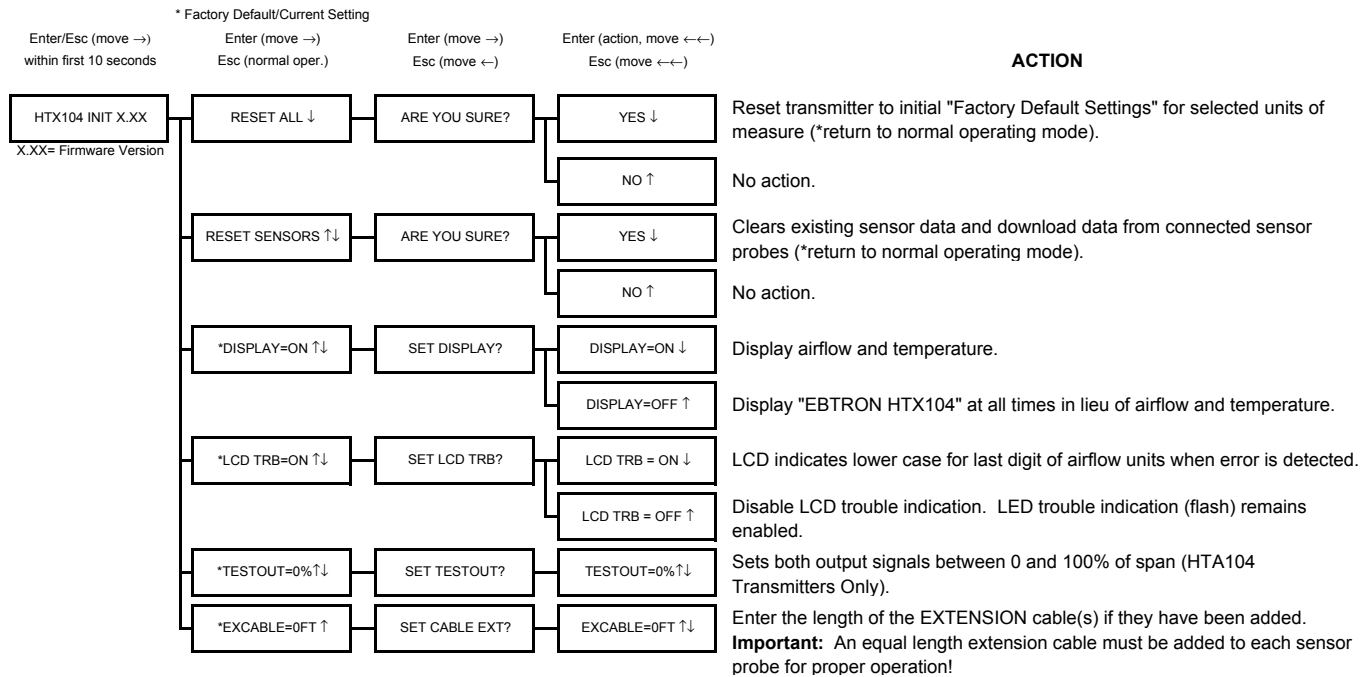 * Factory Default/Current Setting
Enter/Esc (move →)
within first 10 seconds
Enter (move →)
Esc (normal oper.)
Enter (move →)
Esc (move ←)
Enter (action, move ←←)
Esc (move ←←)
ACTION
HTX104 INIT X.XX
X.XX= Firmware Version
RESET ALL ↓
ARE YOU SURE?
YES ↓
Reset transmitter to initial "Factory Default Settings" for selected units of
measure (*return to normal operating mode).
NO ↑
No action.
RESET SENSORS ↑↓
ARE YOU SURE?
YES ↓
Clears existing sensor data and download data from connected sensor
probes (*return to normal operating mode).
NO ↑
No action.
*DISPLAY=ON ↑↓
SET DISPLAY?
DISPLAY=ON ↓
Display airflow and temperature.
DISPLAY=OFF ↑
Display "EBTRON HTX104" at all times in lieu of airflow and temperature.
*LCD TRB=ON ↑↓
SET LCD TRB?
LCD TRB = ON ↓
LCD indicates lower case for last digit of airflow units when error is detected.
LCD TRB = OFF ↑
Disable LCD trouble indication. LED trouble indication (flash) remains
enabled.
*TESTOUT=0%↑↓
SET TESTOUT?
TESTOUT=0%↑↓
Sets both output signals between 0 and 100% of span (HTA104
Transmitters Only).
*EXCABLE=0FT ↑
SET CABLE EXT?
EXCABLE=0FT ↑↓
Enter the length of the EXTENSION cable(s) if they have been added.
Important: An equal length extension cable must be added to each sensor
probe for proper operation!